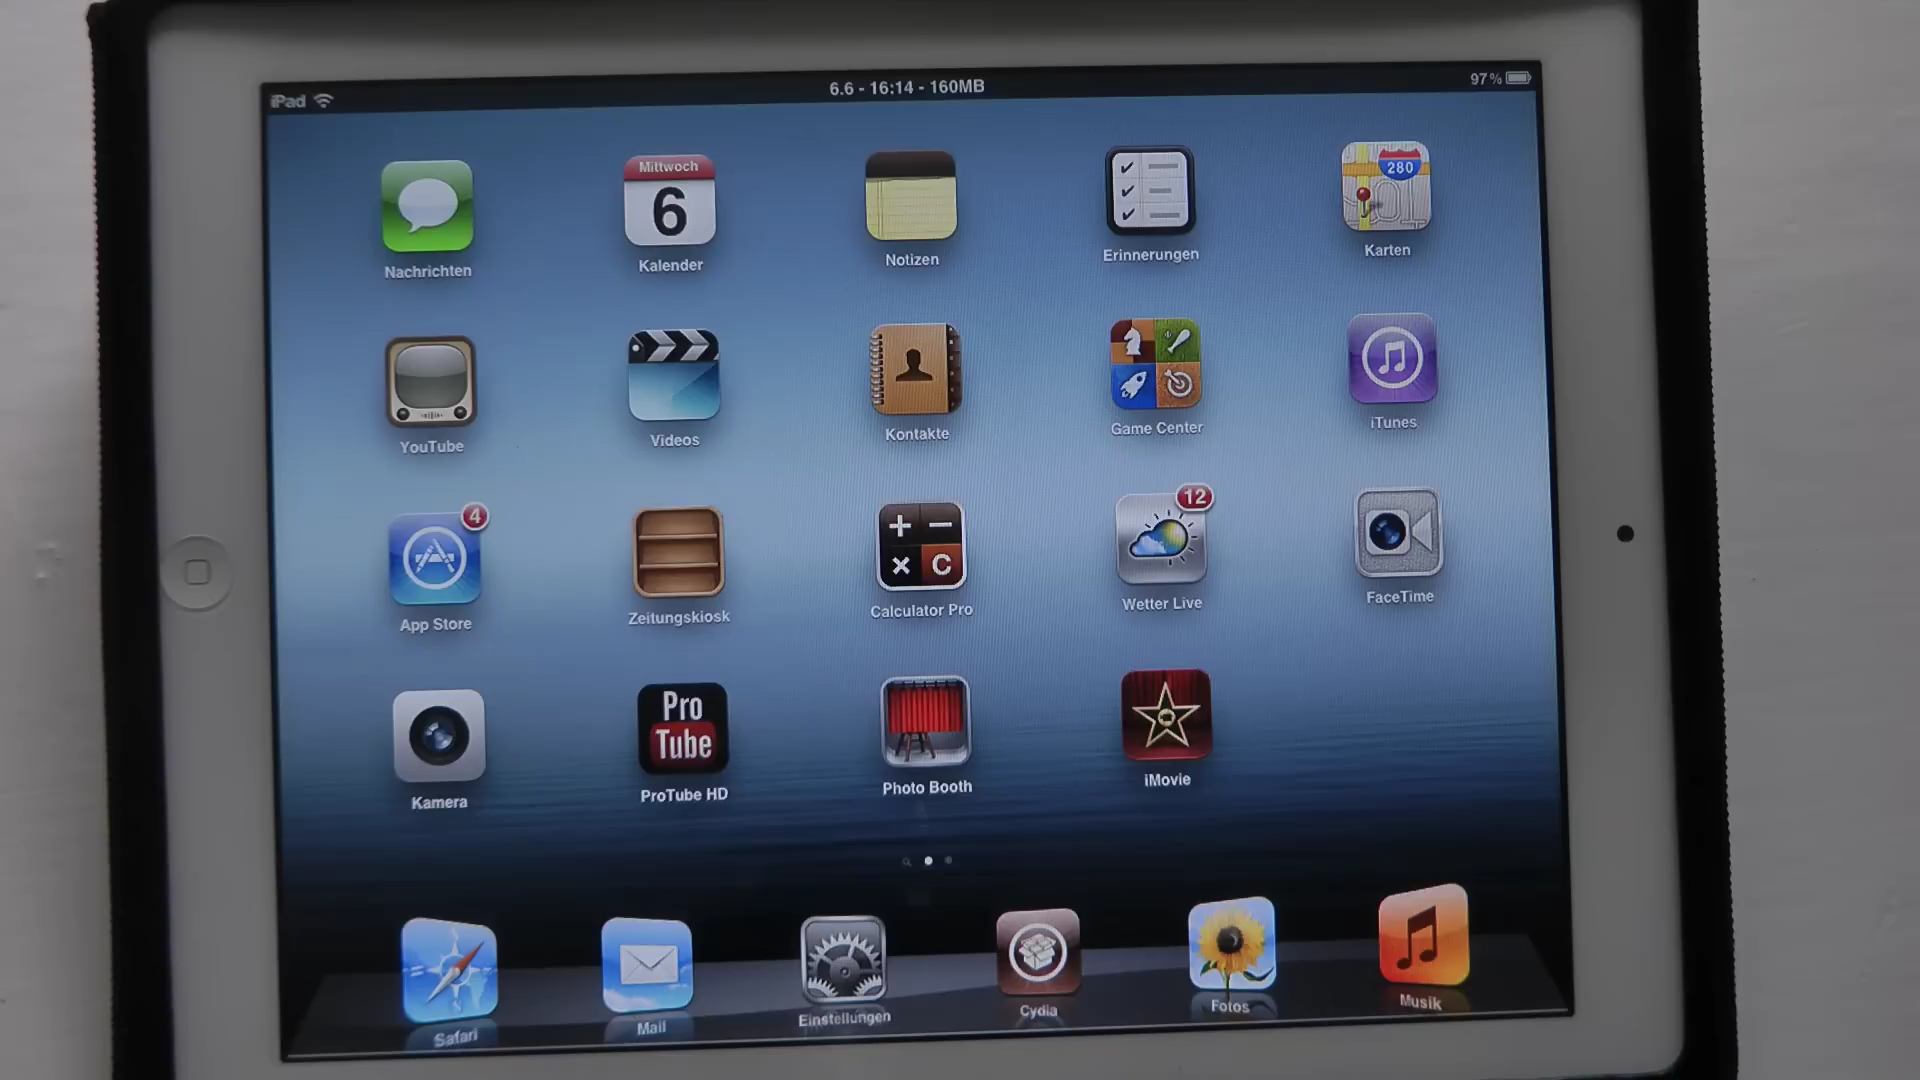 iPad 6.6 - 16:14 - 160MB 97%
Mittwoch
6
280
Nachrichten Kalender Notizen Erinnerungen Karten
YouTube Videos Kontakte Game Center iTunes
4
12
+ −
× C
App Store Zeitungskiosk Calculator Pro Wetter Live FaceTime
Pro
Tube
Kamera ProTube HD Photo Booth iMovie
Safari Mail Einstellungen Cydia Fotos Musik